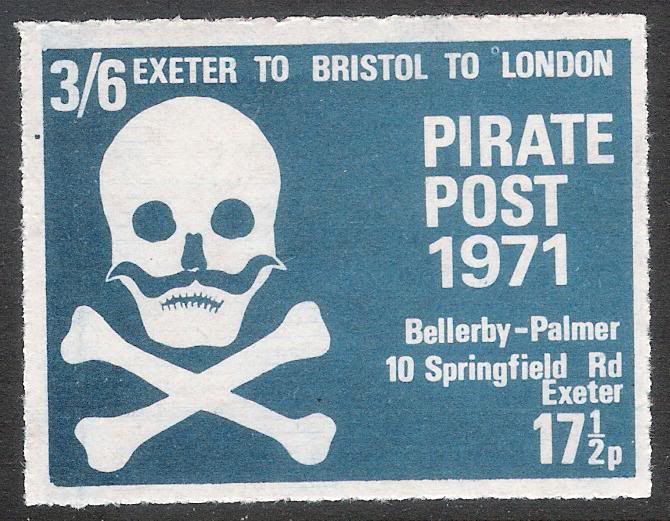 3/6 EXETER TO BRISTOL TO LONDON
PIRATE
POST
1971
Bellerby-Palmer
10 Springfield Rd
Exeter
17½p